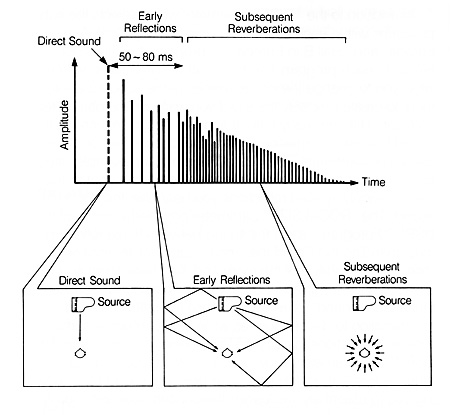 Early
Reflections
Subsequent
Reverberations
Direct Sound
50~80 ms
Amplitude
Time
Direct Sound
Source
Early Reflections
Source
Subsequent
Reverberations
Source